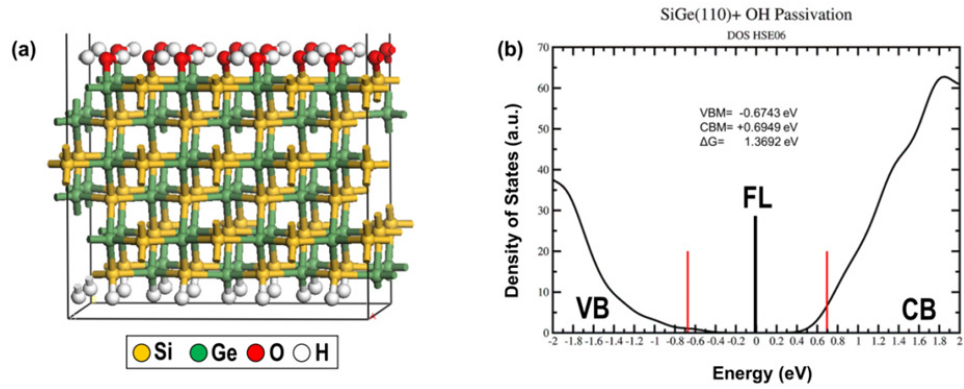 (a)
Si Ge O H
(b)
SiGe(110)+ OH Passivation
DOS HSE06
Density of States (a.u.)
70
60
50
40
30
20
10
0
VBM= -0.6743 eV
CBM= +0.6949 eV
ΔG= 1.3692 eV
FL
VB
CB
-2 -1.8 -1.6 -1.4 -1.2 -1 -0.8 -0.6 -0.4 -0.2 0 0.2 0.4 0.6 0.8 1 1.2 1.4 1.6 1.8 2
Energy (eV)